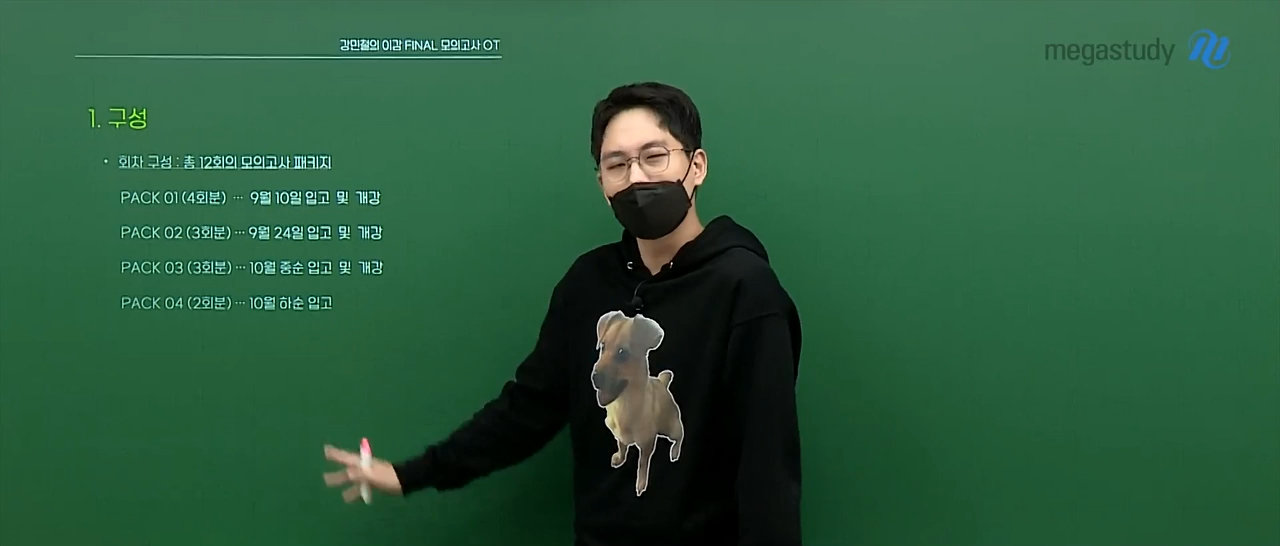 강민철의 이감 FINAL 모의고사 OT
megastudy
1. 구성
• 회차 구성 : 총 12회의 모의고사 패키지
PACK 01 (4회분) ··· 9월 10일 입고 및 개강
PACK 02 (3회분) ··· 9월 24일 입고 및 개강
PACK 03 (3회분) ··· 10월 중순 입고 및 개강
PACK 04 (2회분) ··· 10월 하순 입고